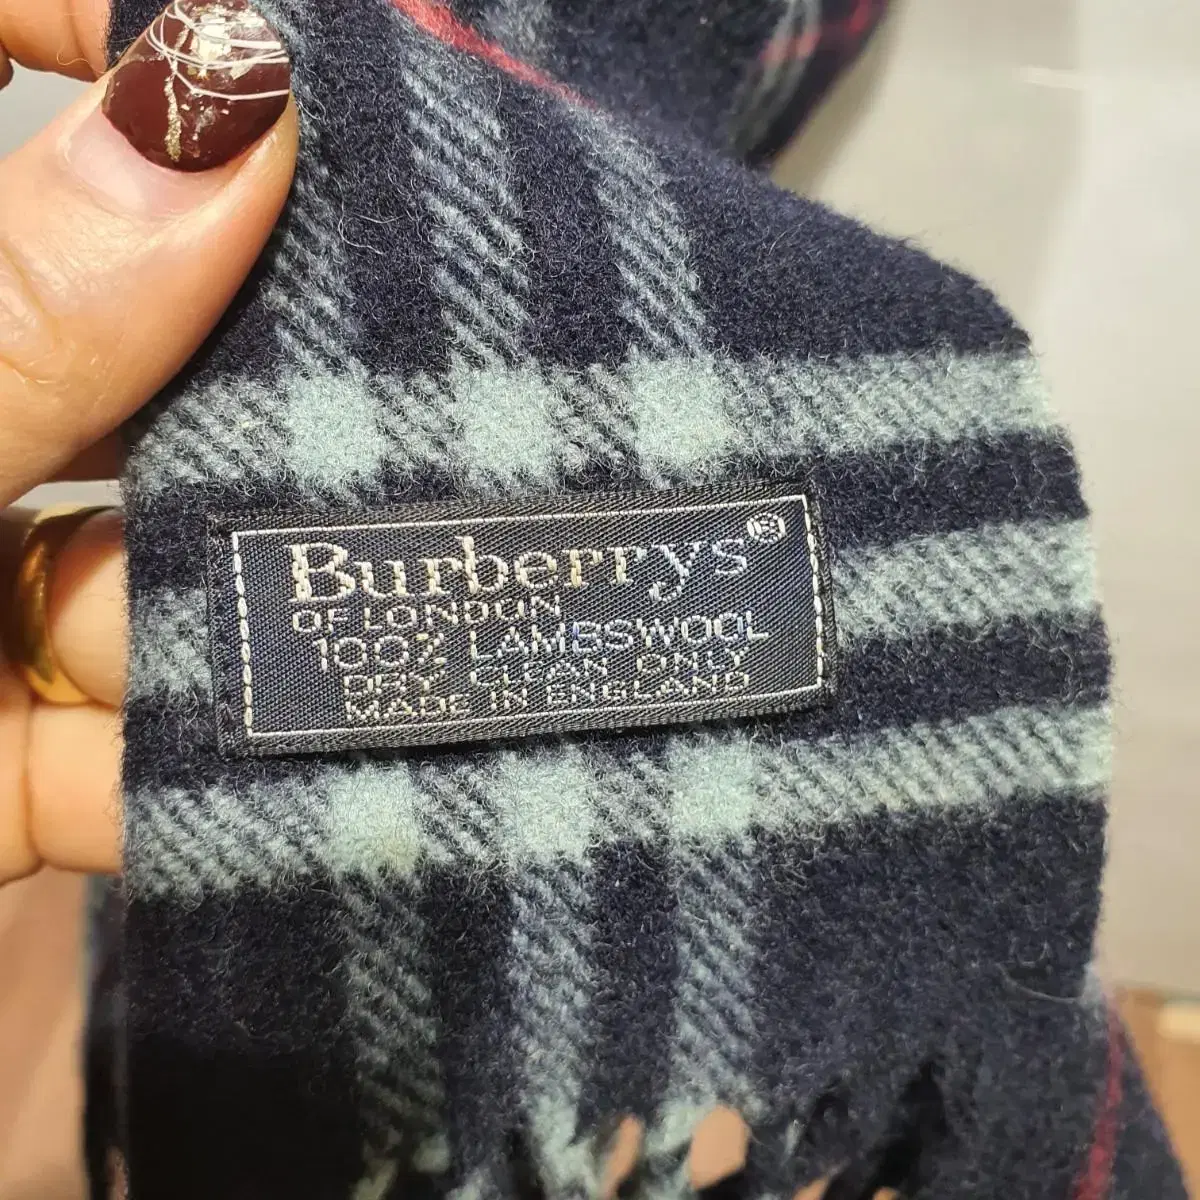 Burberrys®
OF LONDON
100% LAMBSWOOL
DRY CLEAN ONLY
MADE IN ENGLAND